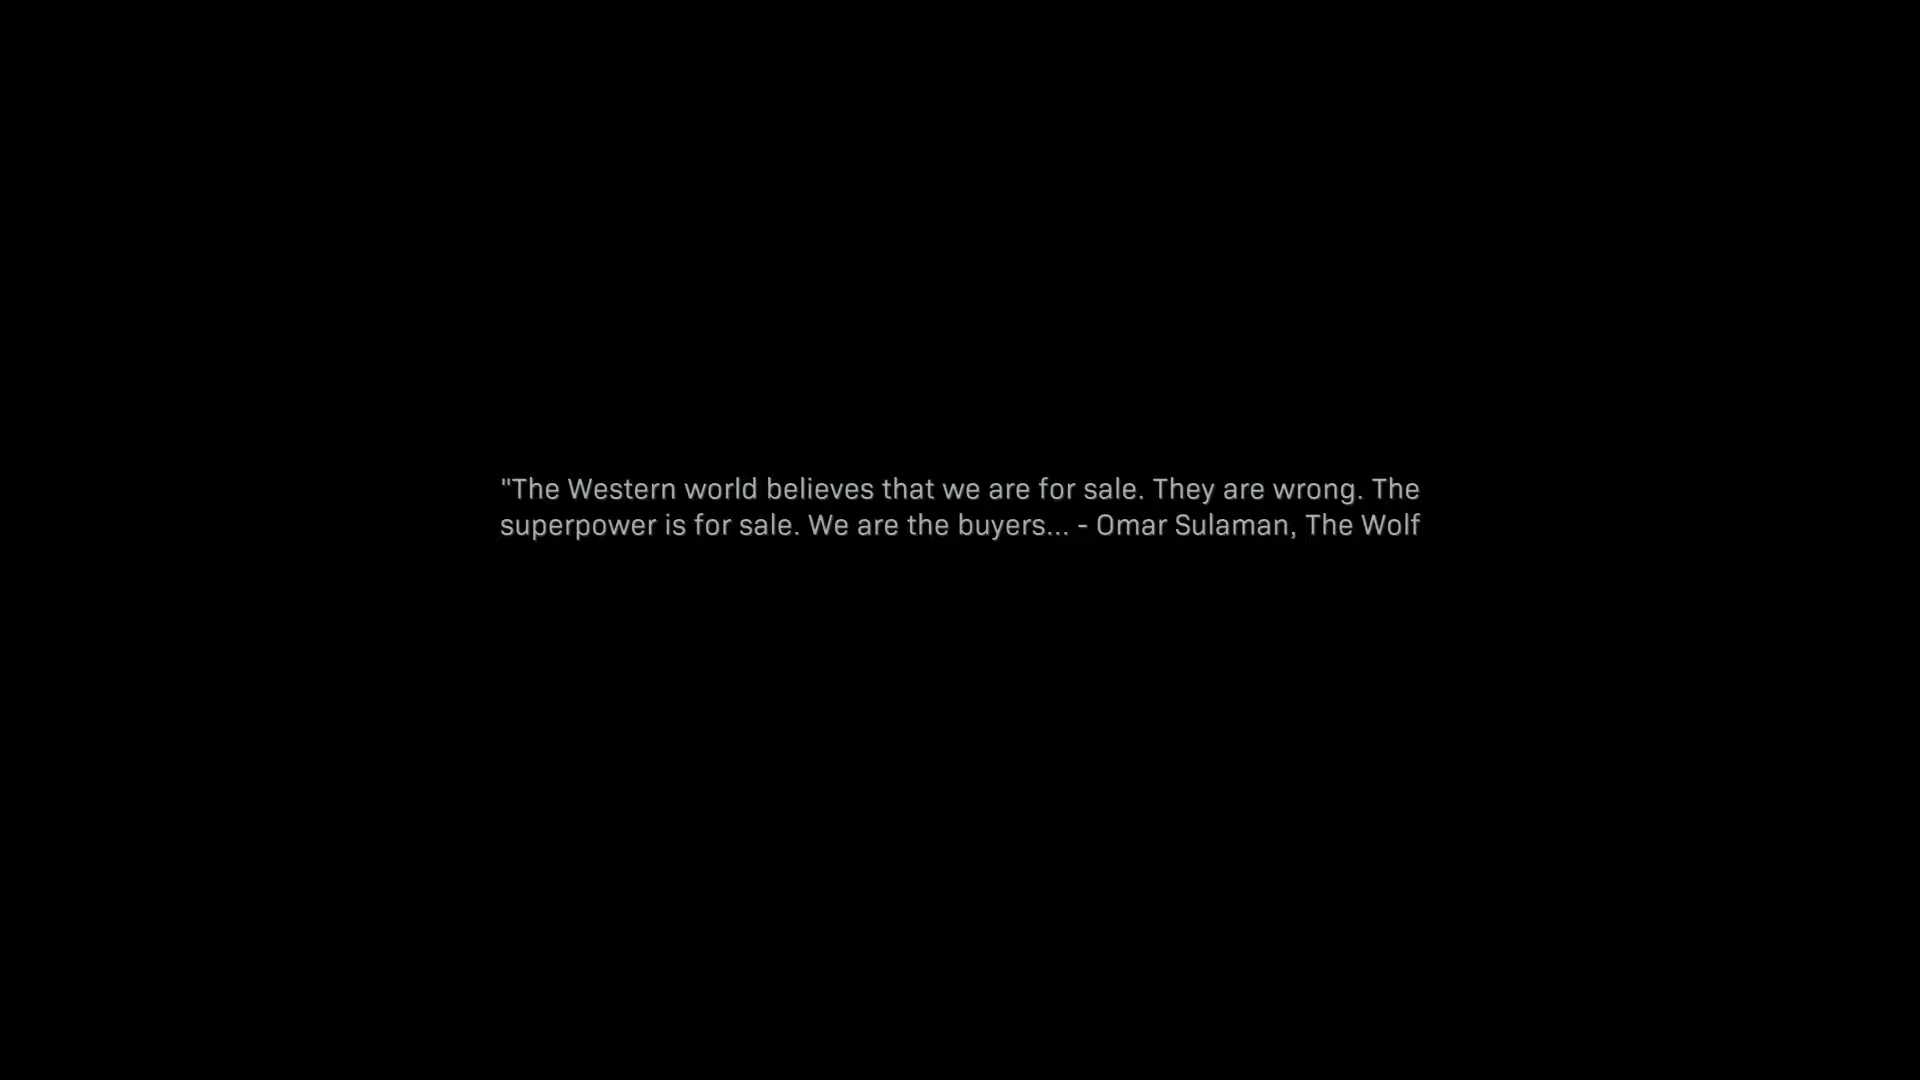 "The Western world believes that we are for sale. They are wrong. The
superpower is for sale. We are the buyers... - Omar Sulaman, The Wolf